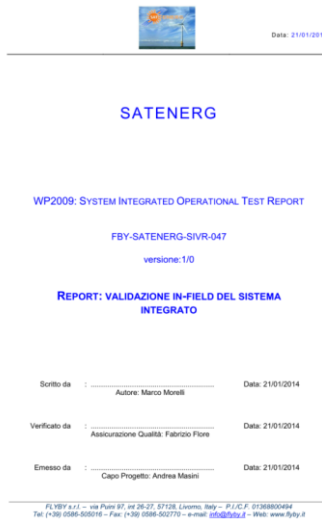 Data: 21/01/201
SATENERG
WP2009: SYSTEM INTEGRATED OPERATIONAL TEST REPORT
FBY-SATENERG-SIVR-047
versione:1/0
REPORT: VALIDAZIONE IN-FIELD DEL SISTEMA
INTEGRATO
Scritto da : .......................................................... Data: 21/01/2014
Autore: Marco Morelli
Verificato da : .......................................................... Data: 21/01/2014
Assicurazione Qualità: Fabrizio Flore
Emesso da : .......................................................... Data: 21/01/2014
Capo Progetto: Andrea Masini
FLYBY s.r.l. – via Puini 97, int 26-27, 57128, Livorno, Italy – P.I./C.F. 01368800494
Tel: (+39) 0586-505016 – Fax: (+39) 0586-502770 – e-mail: info@flyby.it – Web: www.flyby.it